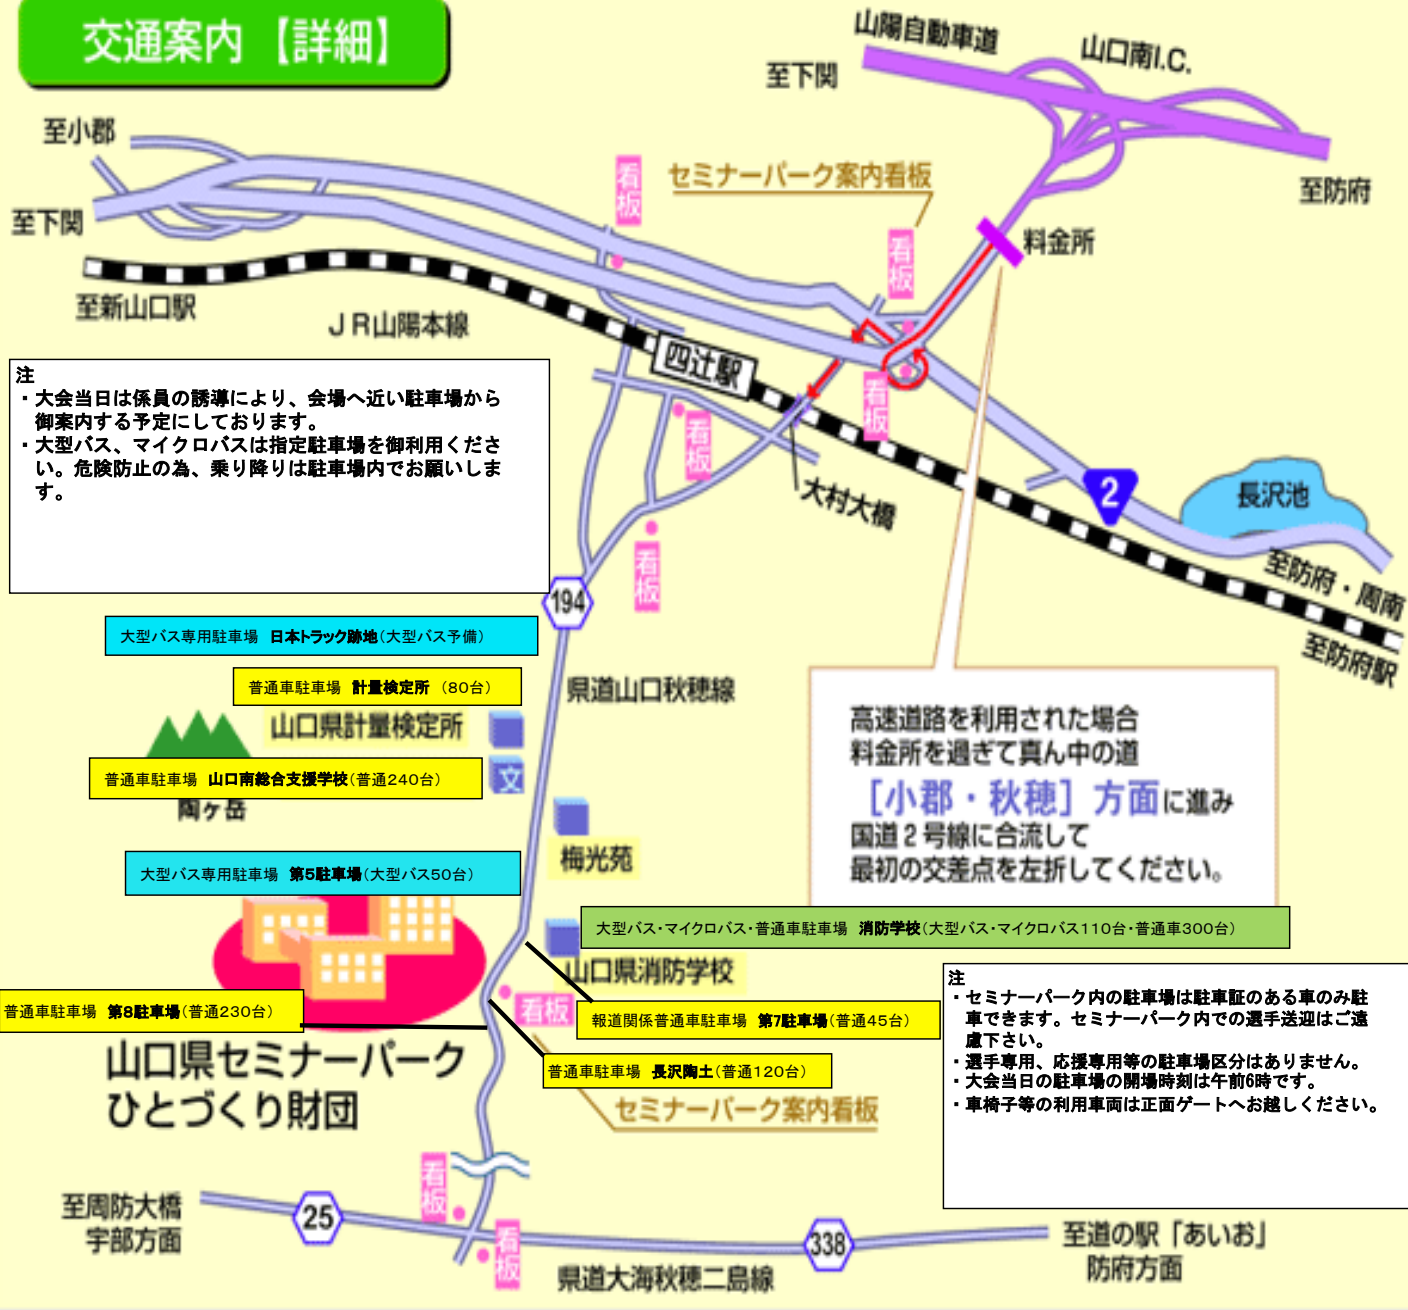 交通案内 【詳細】
山陽自動車道
山口南I.C.
至下関
至小郡
至防府
至下関
看板
セミナーパーク案内看板
看板
料金所
至新山口駅
JR山陽本線
四辻駅
看板
看板
大村大橋
2
長沢池
至防府・周南
至防府駅
注
・大会当日は係員の誘導により、会場へ近い駐車場から
御案内する予定にしております。
・大型バス、マイクロバスは指定駐車場を御利用くださ
い。危険防止の為、乗り降りは駐車場内でお願いしま
す。
看板
194
大型バス専用駐車場 日本トラック跡地(大型バス予備)
普通車駐車場 計量検定所 (80台)
県道山口秋穂線
山口県計量検定所
普通車駐車場 山口南総合支援学校(普通240台)
文
陶ヶ岳
梅光苑
高速道路を利用された場合
料金所を過ぎて真ん中の道
[小郡・秋穂] 方面に進み
国道2号線に合流して
最初の交差点を左折してください。
大型バス専用駐車場 第5駐車場(大型バス50台)
大型バス・マイクロバス・普通車駐車場 消防学校(大型バス・マイクロバス110台・普通車300台)
山口県消防学校
看板
普通車駐車場 第8駐車場(普通230台)
報道関係普通車駐車場 第7駐車場(普通45台)
普通車駐車場 長沢陶土(普通120台)
山口県セミナーパーク
ひとづくり財団
セミナーパーク案内看板
注
・セミナーパーク内の駐車場は駐車証のある車のみ駐
車できます。セミナーパーク内での選手送迎はご遠
慮下さい。
・選手専用、応援専用等の駐車場区分はありません。
・大会当日の駐車場の開場時刻は午前6時です。
・車椅子等の利用車両は正面ゲートへお越しください。
看板
至周防大橋
宇部方面
25
看板
338
県道大海秋穂二島線
至道の駅「あいお」
防府方面